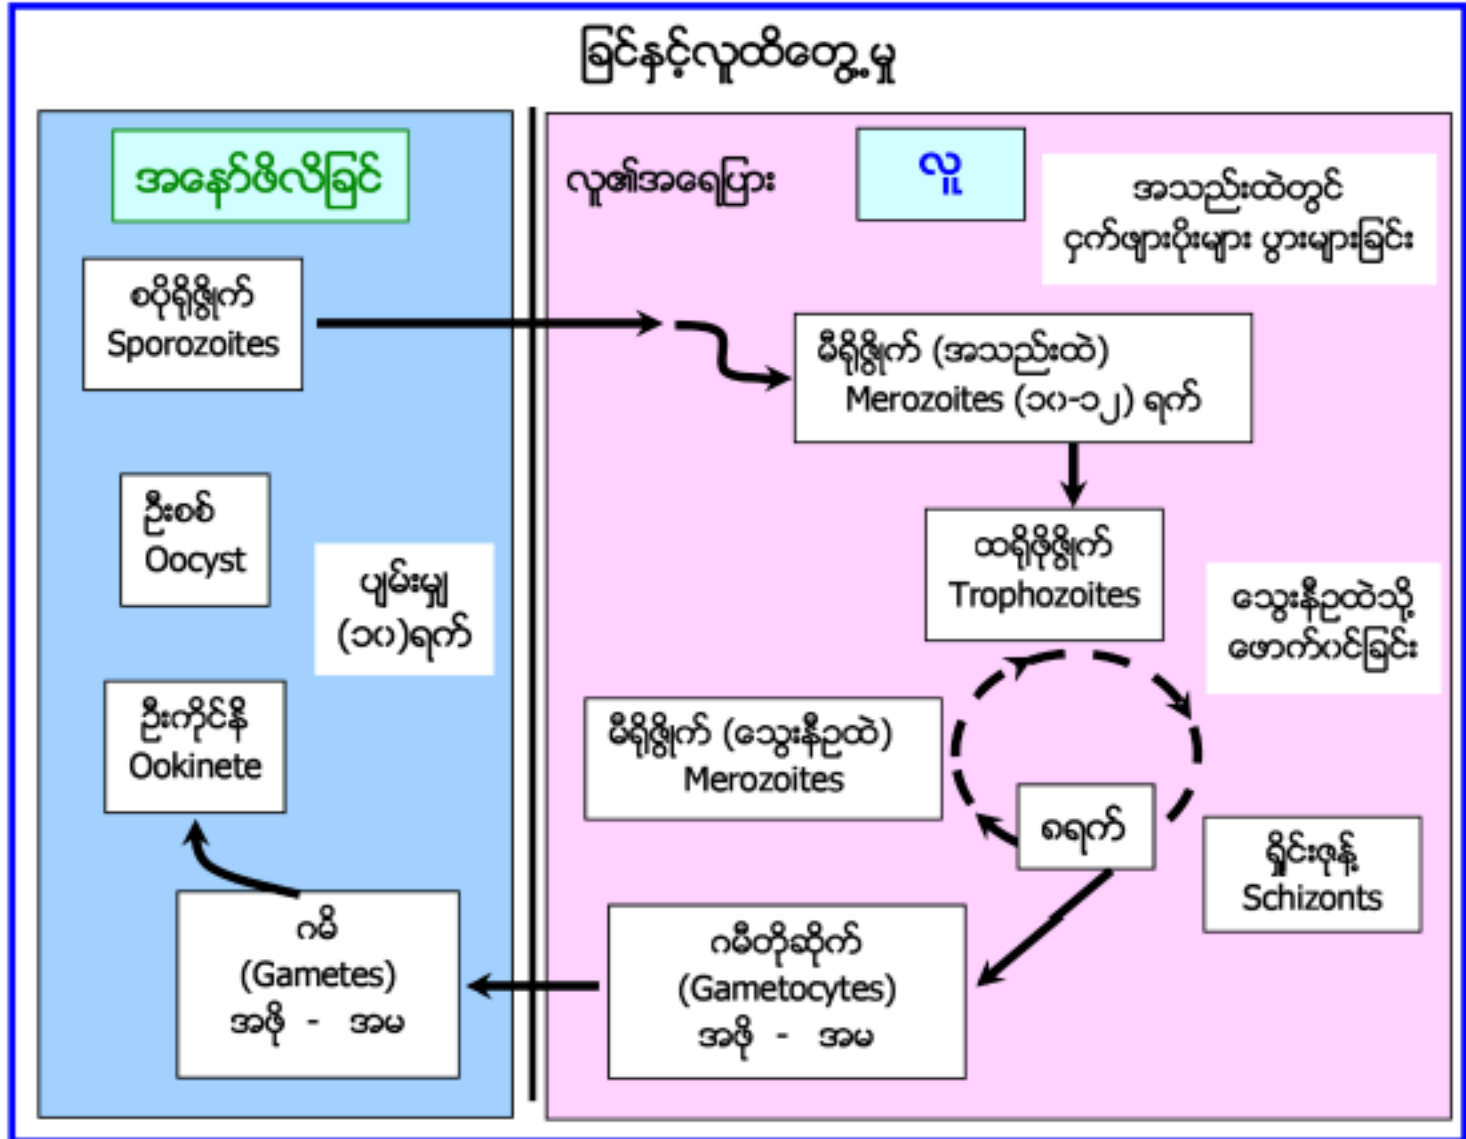 ခြင်နှင့်လူထိတွေ့မှု
အနော်ဖိလိခြင်
စပိုရိုဇွိုက်
Sporozoites
ဦးစစ်
Oocyst
ပျမ်းမျှ
(၁၀)ရက်
ဦးကိုင်နီ
Ookinete
ဂမိ
(Gametes)
အဖို - အမ
လူ၏အရေပြား
လူ
အသည်းထဲတွင်
ငှက်ဖျားပိုးများ ပွားများခြင်း
မီရိုဇွိုက် (အသည်းထဲ)
Merozoites (၁၀-၁၂) ရက်
ထရိုဖိုဇွိုက်
Trophozoites
သွေးနီဥထဲသို့
ဖောက်ဝင်ခြင်း
မီရိုဇွိုက် (သွေးနီဥထဲ)
Merozoites
၈ရက်
ရှိုင်းဇုန့်
Schizonts
ဂမီတိုဆိုက်
(Gametocytes)
အဖို - အမ